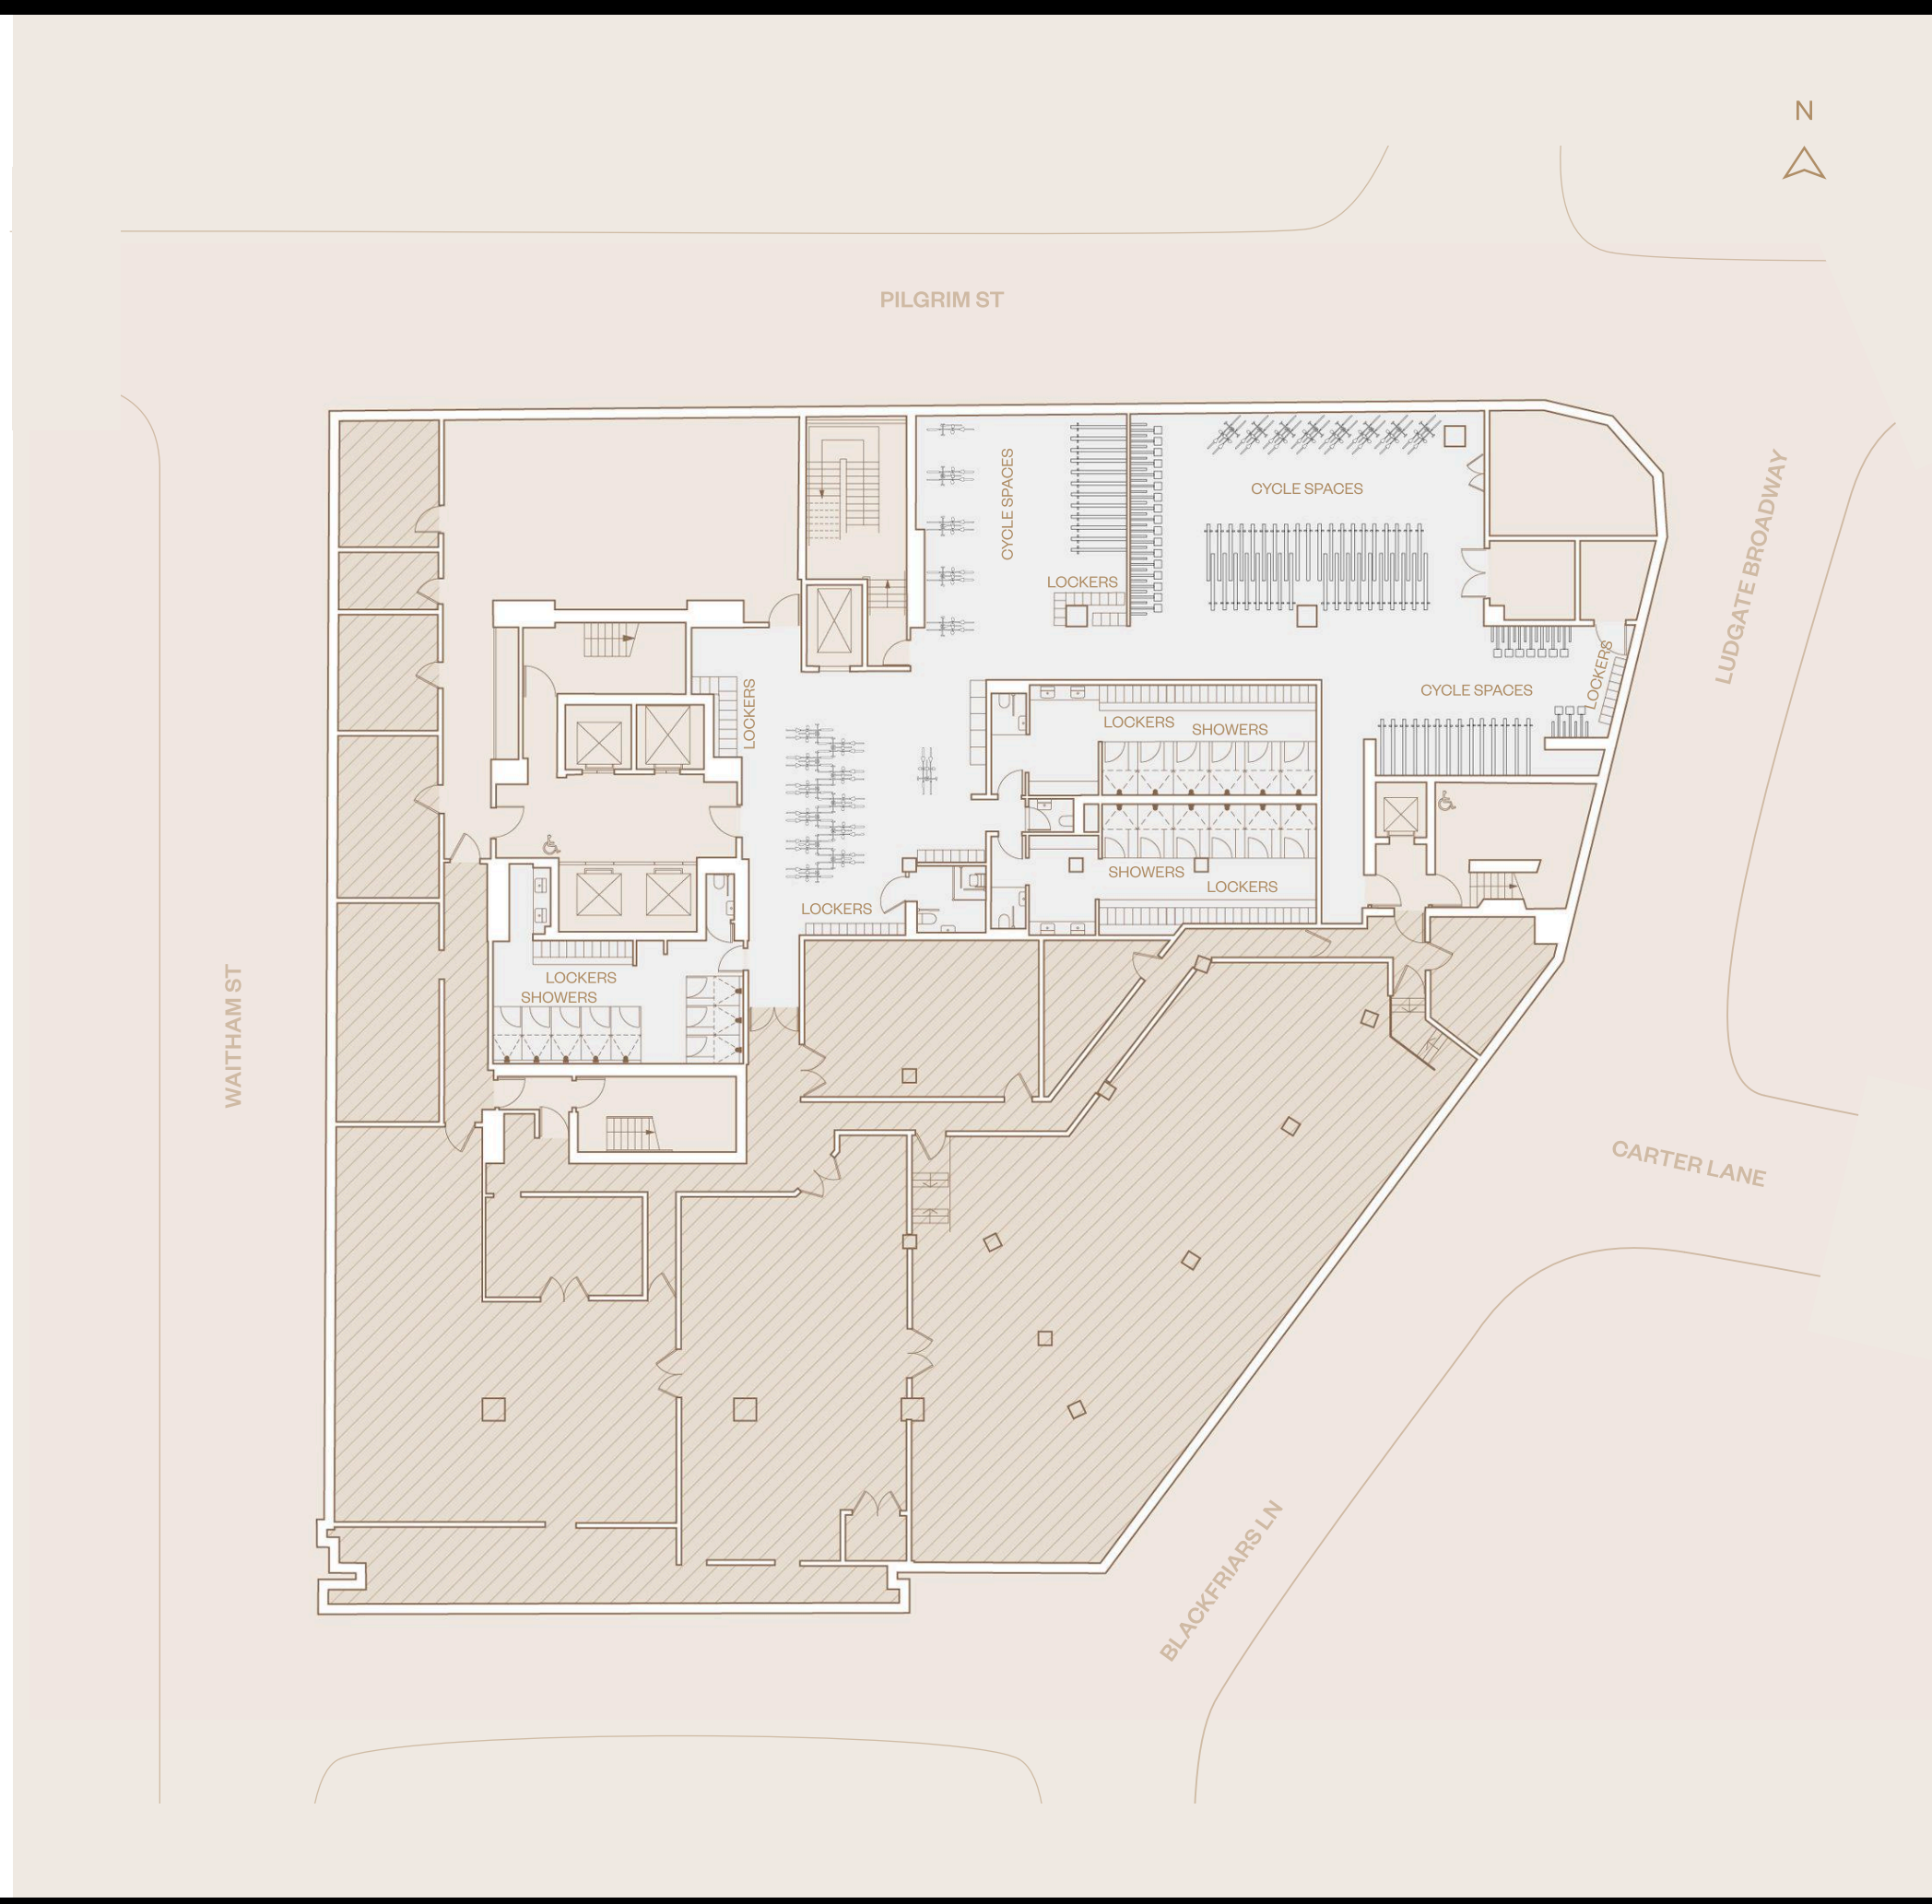 N
PILGRIM ST
CYCLE SPACES
CYCLE SPACES
LUDGATE BROADWAY
LOCKERS
LOCKERS
CYCLE SPACES
LOCKERS
LOCKERS
SHOWERS
SHOWERS
LOCKERS
LOCKERS
LOCKERS
SHOWERS
WAITHAM ST
CARTER LANE
BLACKFRIARS LN